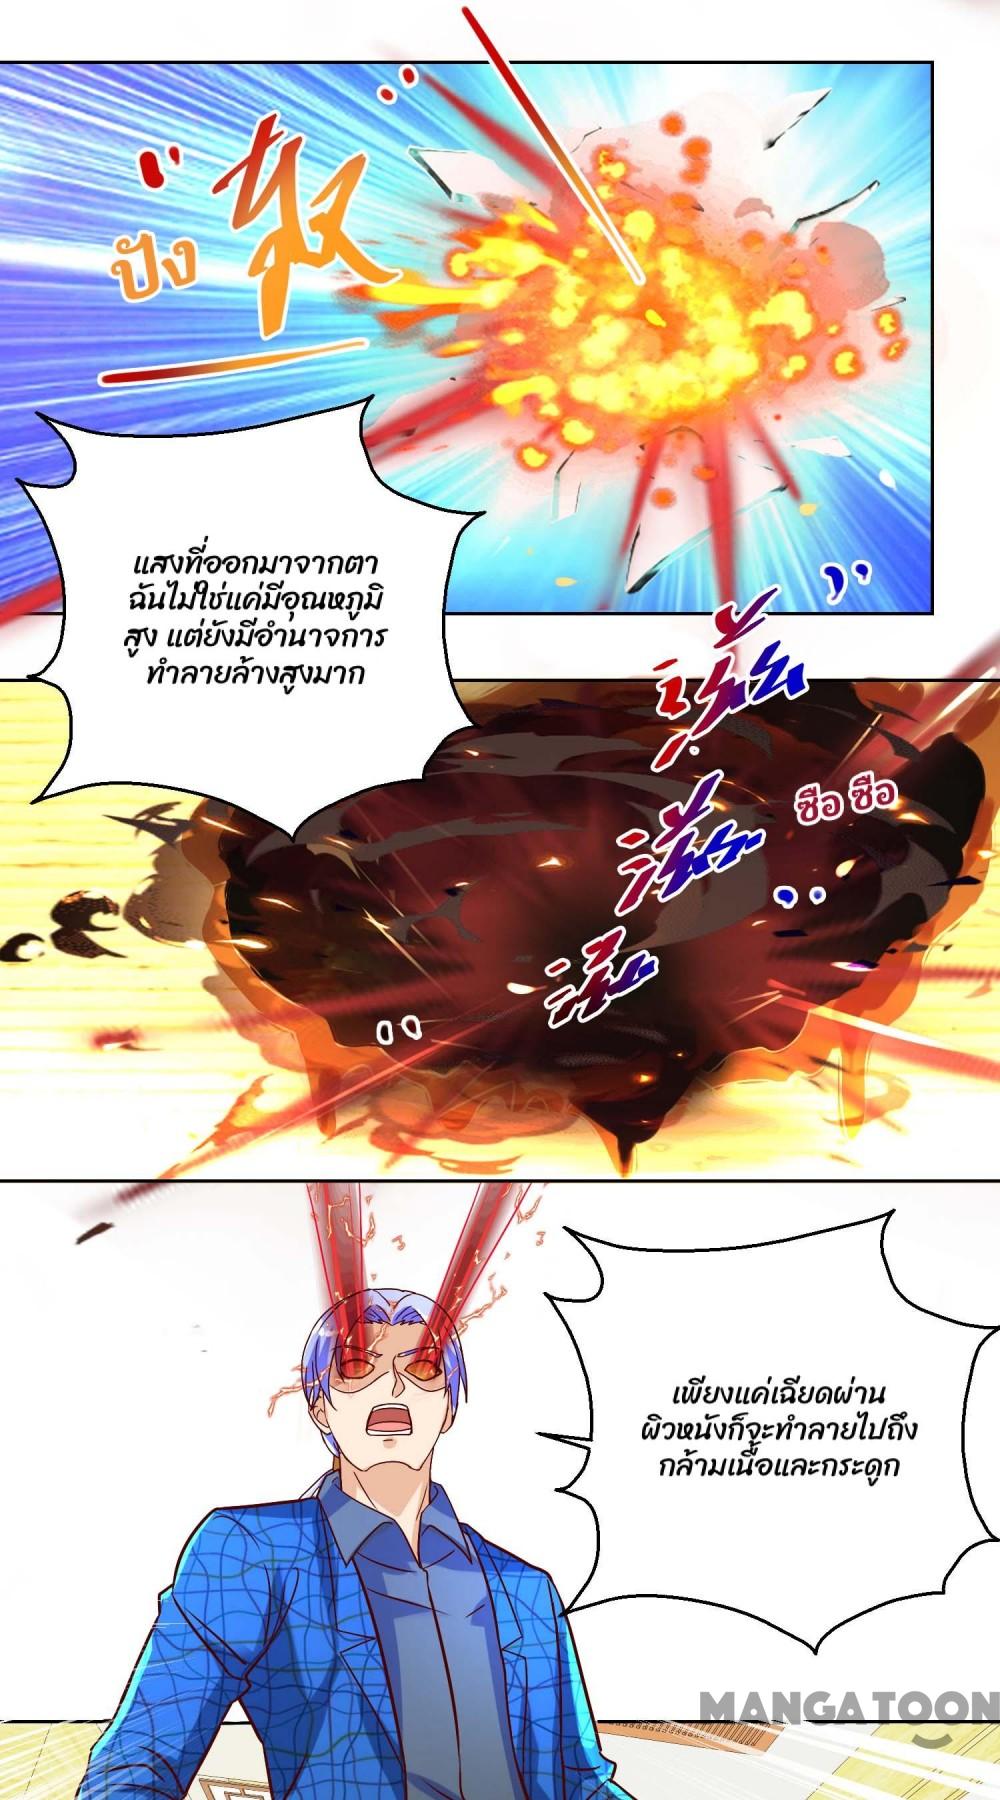 ปัง
轰
แสงที่ออกมาจากตา
ฉันไม่ใช่แค่มีอุณหภูมิ
สูง แต่ยังมีอำนาจการ
ทำลายล้างสูงมาก
ซือ ซือ
เพียงแค่เฉียดผ่าน
ผิวหนังก็จะทำลายไปถึง
กล้ามเนื้อและกระดูก
MANGATOON